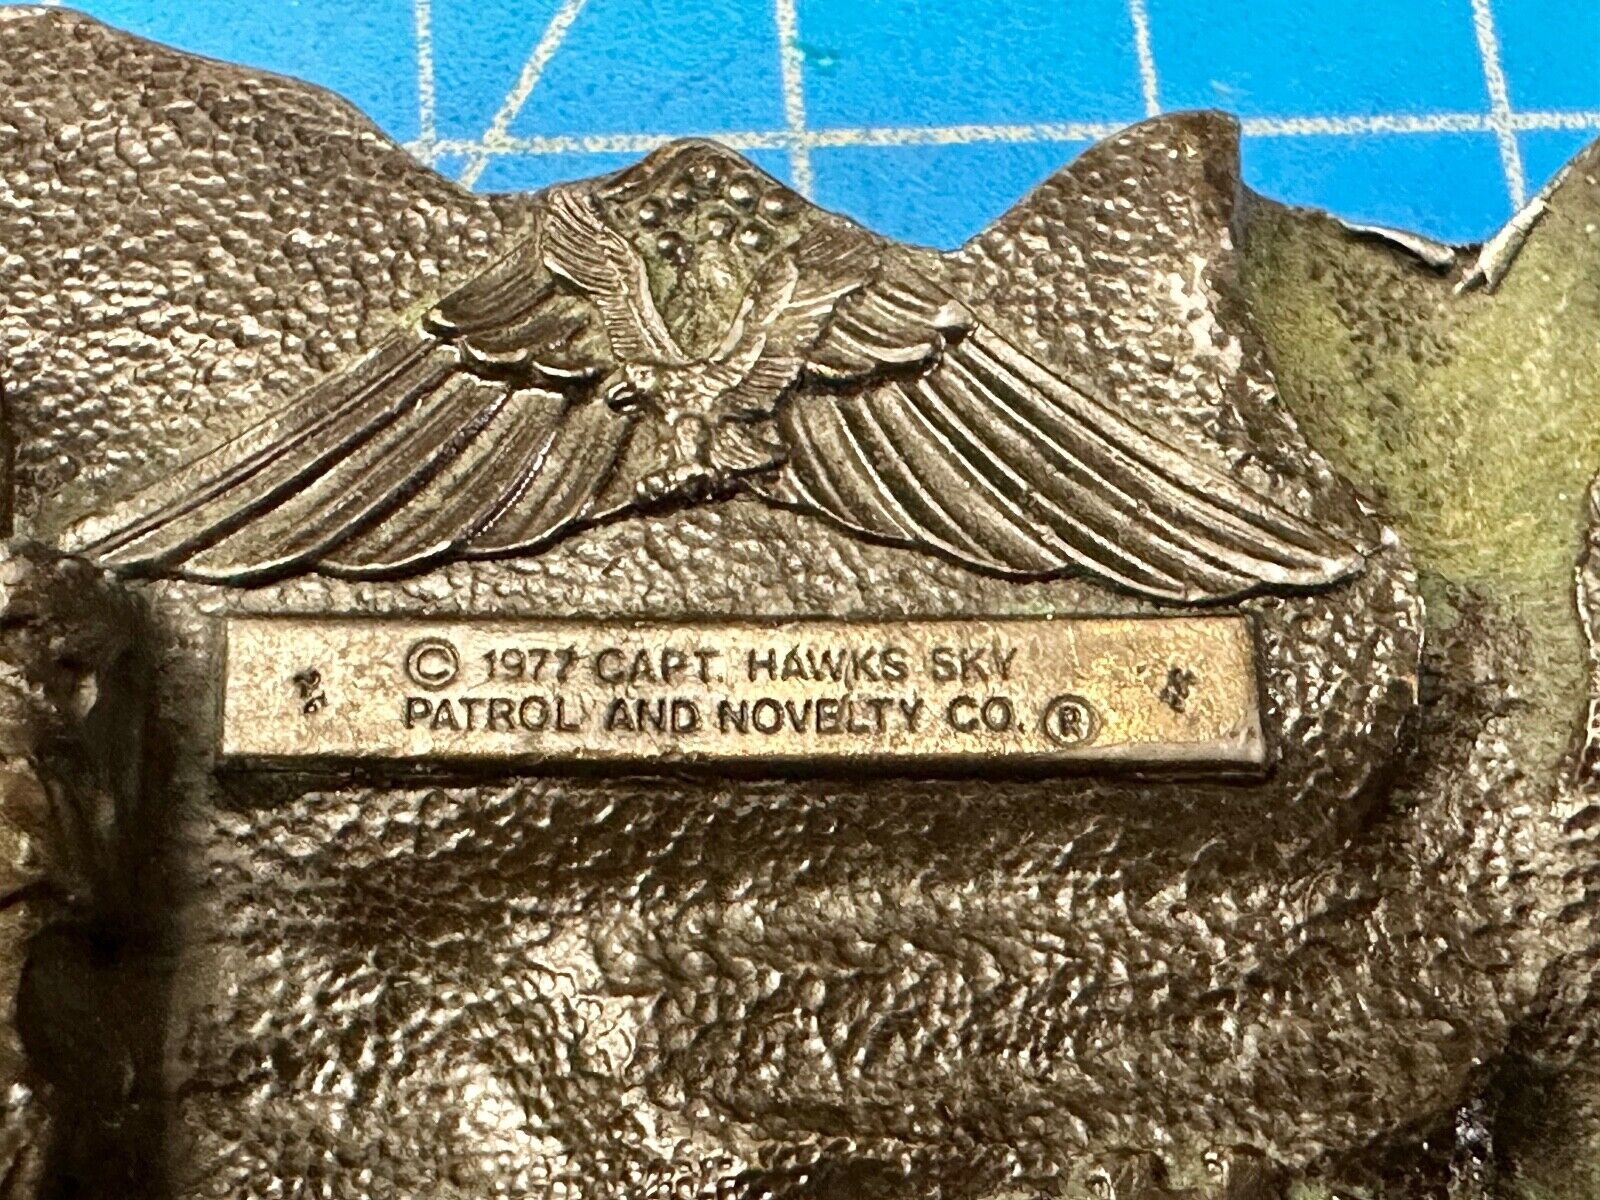 © 1977 CAPT. HAWKS SKY
PATROL AND NOVELTY CO. ®